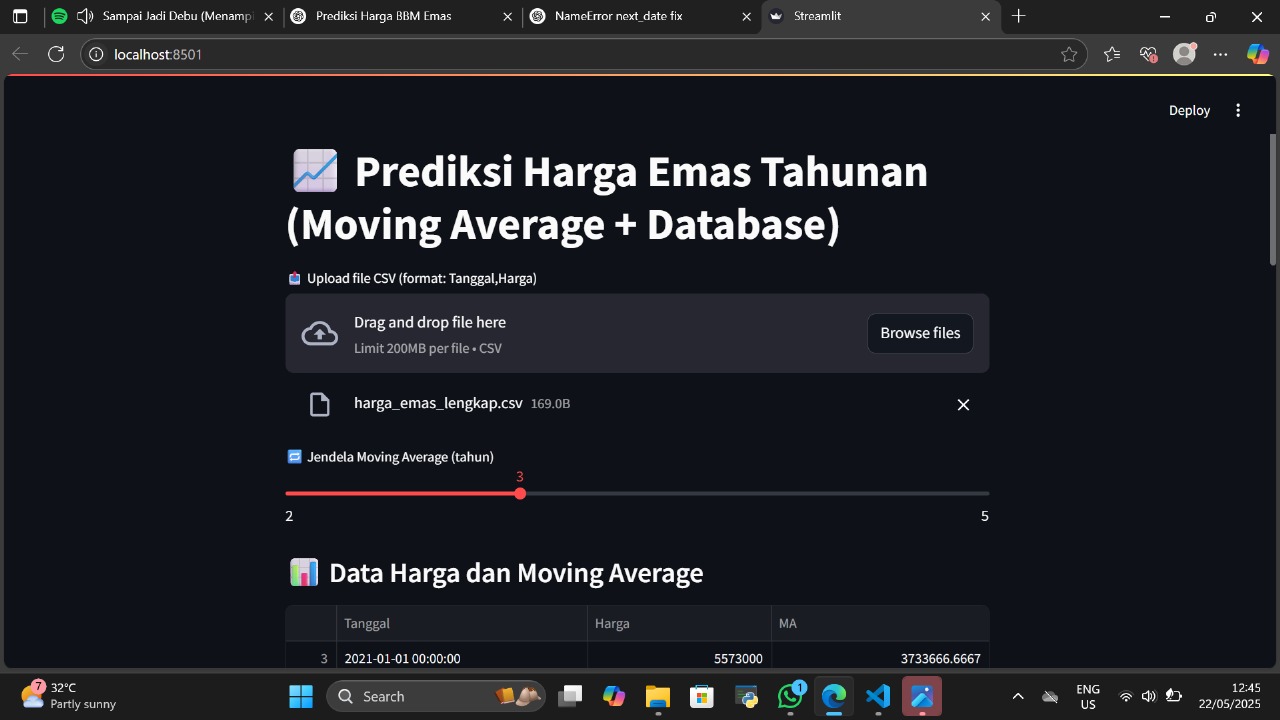 Sampai Jadi Debu (Menampi
Prediksi Harga BBM Emas
NameError next_date fix
Streamlit
localhost:8501
Deploy
📈 Prediksi Harga Emas Tahunan
(Moving Average + Database)
📤 Upload file CSV (format: Tanggal,Harga)
Drag and drop file here
Limit 200MB per file • CSV
Browse files
harga_emas_lengkap.csv 169.0B
🔁 Jendela Moving Average (tahun)
3
2 5
📊 Data Harga dan Moving Average
Tanggal Harga MA
3 2021-01-01 00:00:00 5573000 3733666.6667
7
32°C
Partly sunny
Search
1
ENG
US
12:45
22/05/2025